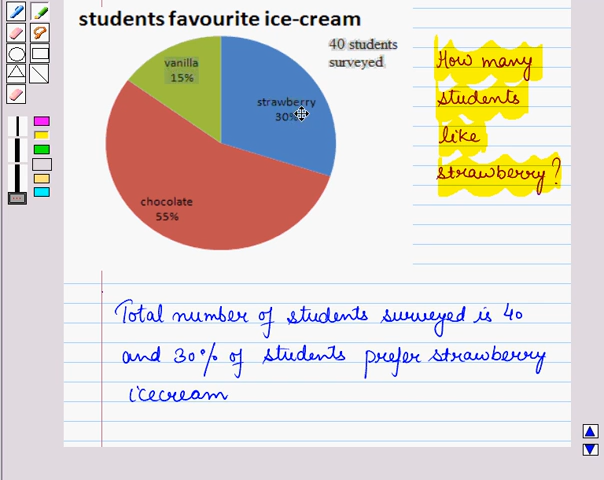 students favourite ice-cream
40 students
surveyed
vanilla
15%
strawberry
30%
chocolate
55%
How many
students
like
strawberry?
Total number of students surveyed is 40
and 30% of students prefer strawberry
icecream